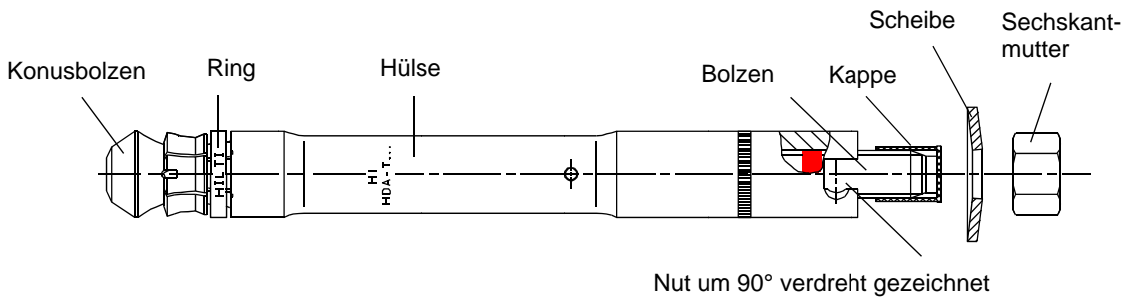 Scheibe
Sechskant-
mutter
Konusbolzen
Ring
Hülse
Bolzen
Kappe
HILTI
HI
HDA-T...
Nut um 90° verdreht gezeichnet